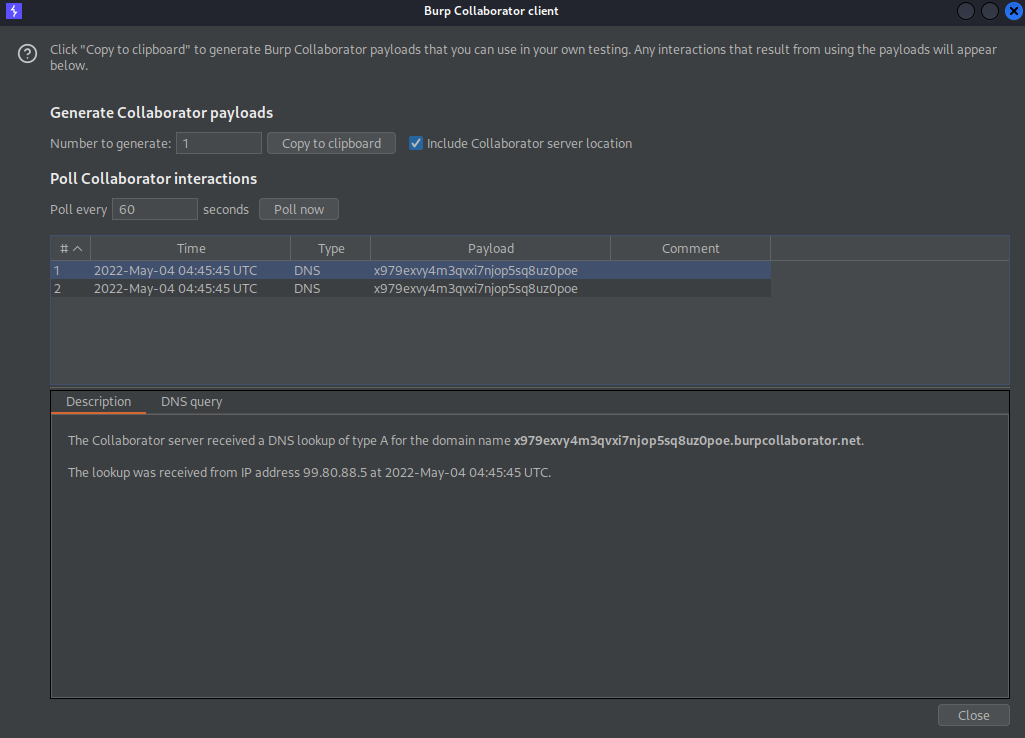 Burp Collaborator client
Click "Copy to clipboard" to generate Burp Collaborator payloads that you can use in your own testing. Any interactions that result from using the payloads will appear
below.
Generate Collaborator payloads
Number to generate: 1 Copy to clipboard Include Collaborator server location
Poll Collaborator interactions
Poll every 60 seconds Poll now
# Time Type Payload Comment
1 2022-May-04 04:45:45 UTC DNS x979exvy4m3qvxi7njop5sq8uz0poe
2 2022-May-04 04:45:45 UTC DNS x979exvy4m3qvxi7njop5sq8uz0poe
Description DNS query
The Collaborator server received a DNS lookup of type A for the domain name x979exvy4m3qvxi7njop5sq8uz0poe.burpcollaborator.net.
The lookup was received from IP address 99.80.88.5 at 2022-May-04 04:45:45 UTC.
Close